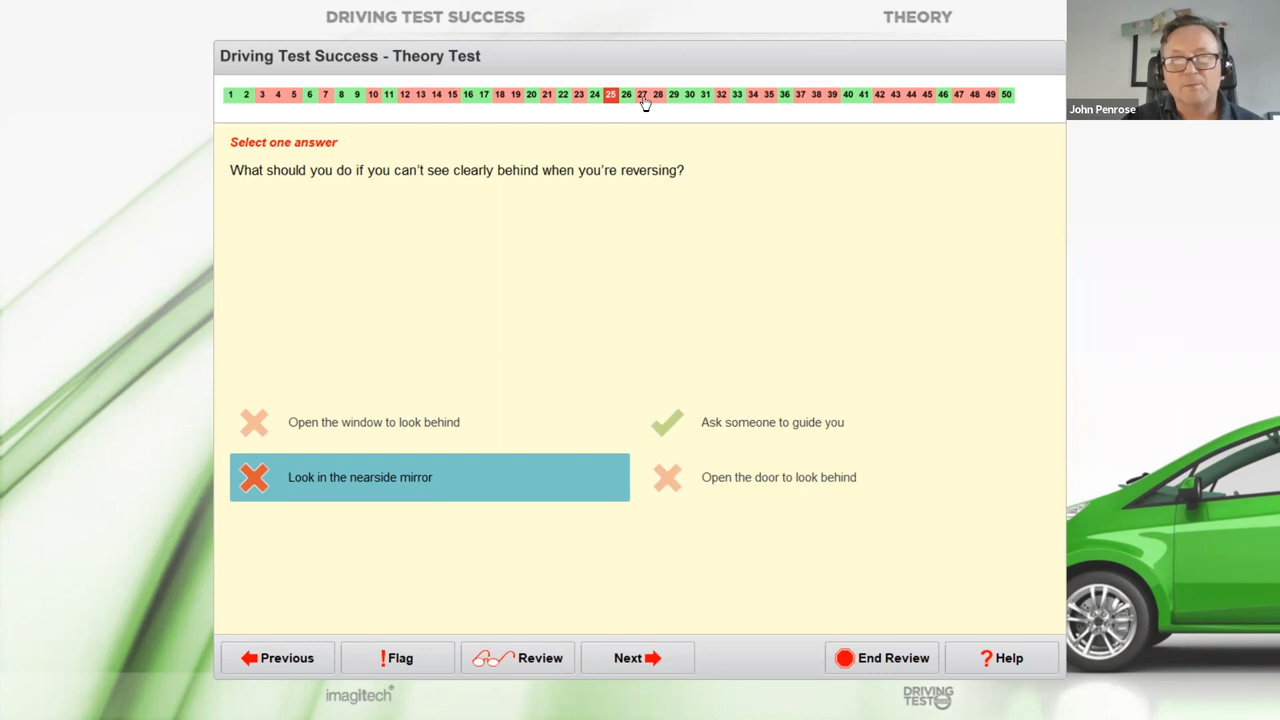 DRIVING TEST SUCCESS THEORY
Driving Test Success - Theory Test
1 2 3 4 5 6 7 8 9 10 11 12 13 14 15 16 17 18 19 20 21 22 23 24 25 26 27 28 29 30 31 32 33 34 35 36 37 38 39 40 41 42 43 44 45 46 47 48 49 50
John Penrose
Select one answer
What should you do if you can't see clearly behind when you're reversing?
Open the window to look behind
Ask someone to guide you
Look in the nearside mirror
Open the door to look behind
Previous
!Flag
Review
Next
End Review
?Help
imagitech
DRIVING
TEST